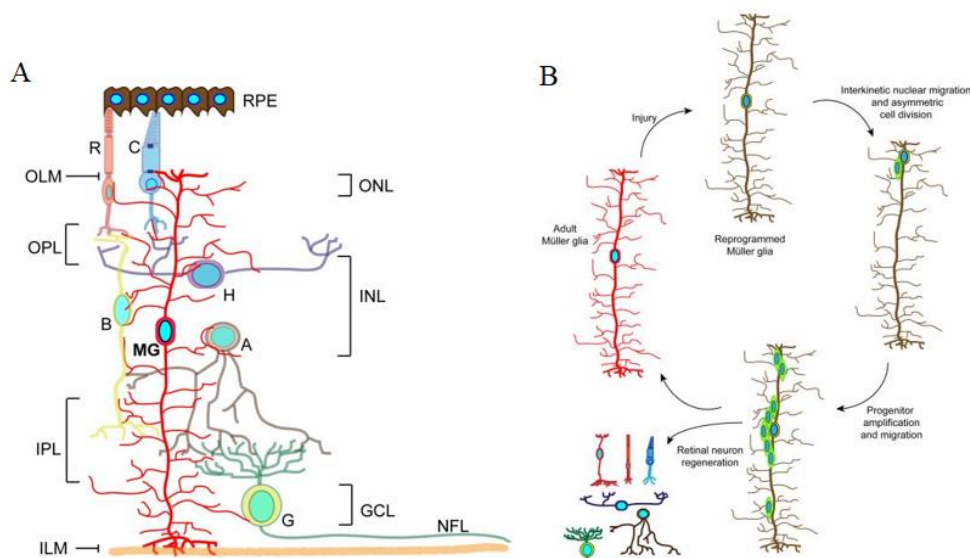 A
RPE
R
C
OLM
ONL
OPL
H
INL
B
MG
A
IPL
G
GCL
NFL
ILM
B
Injury
Interkinetic nuclear migration
and asymmetric
cell division
Adult
Müller glia
Reprogrammed
Müller glia
Progenitor
amplification
and migration
Retinal neuron
regeneration